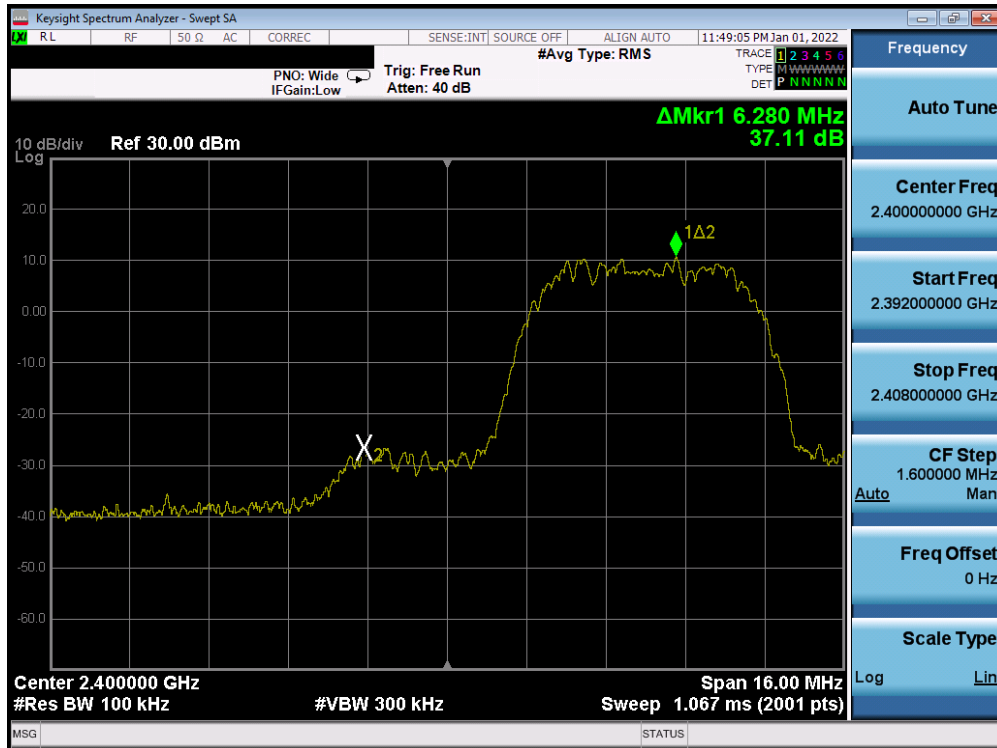 Keysight Spectrum Analyzer - Swept SA
LXI RL RF 50 Ω AC CORREC SENSE:INT SOURCE OFF ALIGN AUTO 11:49:05 PM Jan 01, 2022
#Avg Type: RMS
TRACE 1 2 3 4 5 6
TYPE M WWWWW
DET P N N N N N
PNO: Wide
IFGain:Low
Trig: Free Run
Atten: 40 dB
ΔMkr1 6.280 MHz
37.11 dB
10 dB/div Ref 30.00 dBm
Log
20.0
10.0
0.00
-10.0
-20.0
-30.0
-40.0
-50.0
-60.0
1Δ2
X2
Center 2.400000 GHz
Span 16.00 MHz
#Res BW 100 kHz
#VBW 300 kHz
Sweep 1.067 ms (2001 pts)
MSG
STATUS
Frequency
Auto Tune
Center Freq
2.400000000 GHz
Start Freq
2.392000000 GHz
Stop Freq
2.408000000 GHz
CF Step
1.600000 MHz
Auto Man
Freq Offset
0 Hz
Scale Type
Log Lin